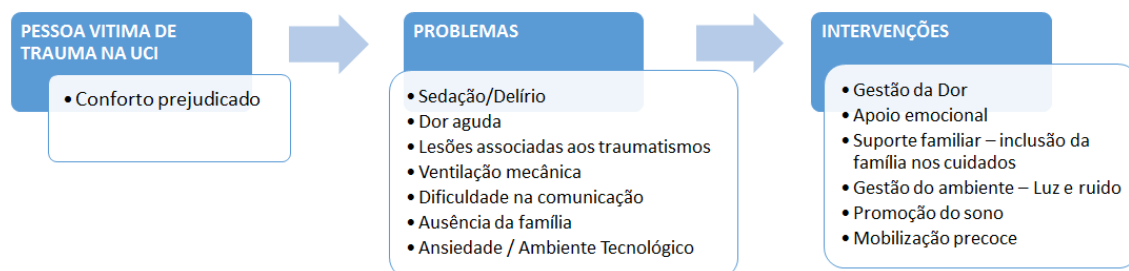 PESSOA VITIMA DE
TRAUMA NA UCI
• Conforto prejudicado
PROBLEMAS
• Sedação/Delírio
• Dor aguda
• Lesões associadas aos traumatismos
• Ventilação mecânica
• Dificuldade na comunicação
• Ausência da família
• Ansiedade / Ambiente Tecnológico
INTERVENÇÕES
• Gestão da Dor
• Apoio emocional
• Suporte familiar – inclusão da
família nos cuidados
• Gestão do ambiente – Luz e ruido
• Promoção do sono
• Mobilização precoce